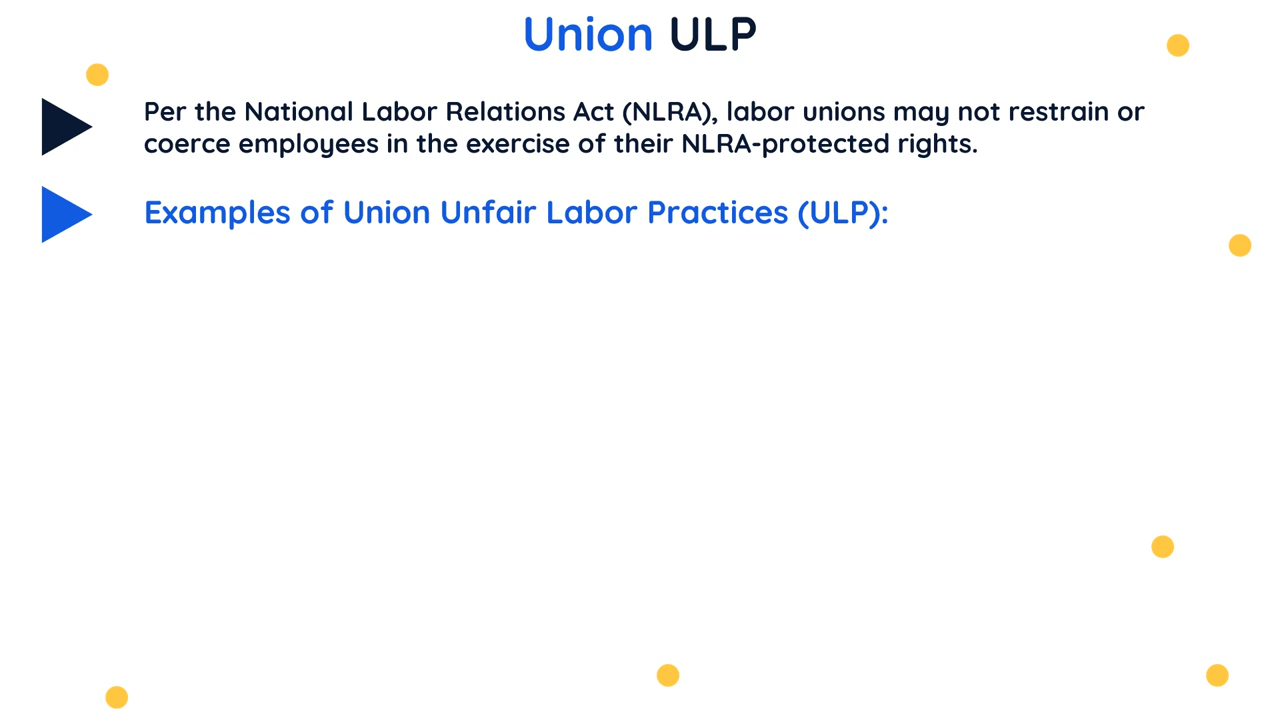 Union ULP
Per the National Labor Relations Act (NLRA), labor unions may not restrain or
coerce employees in the exercise of their NLRA-protected rights.
Examples of Union Unfair Labor Practices (ULP):